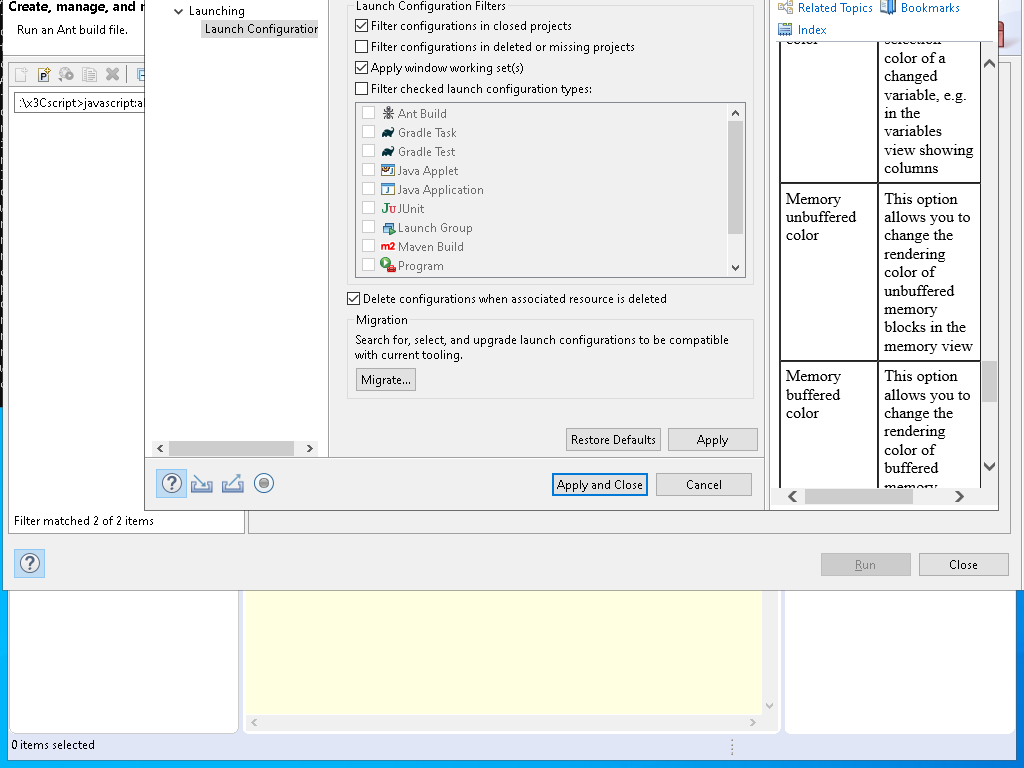 Create, manage, and r
Run an Ant build file.
:\x3Cscript>javascript:al
Filter matched 2 of 2 items
Launching
Launch Configuration
Launch Configuration Filters
Filter configurations in closed projects
Filter configurations in deleted or missing projects
Apply window working set(s)
Filter checked launch configuration types:
Ant Build
Gradle Task
Gradle Test
Java Applet
Java Application
JUnit
Launch Group
Maven Build
Program
Delete configurations when associated resource is deleted
Migration
Search for, select, and upgrade launch configurations to be compatible
with current tooling.
Migrate...
Restore Defaults
Apply
Apply and Close
Cancel
Related Topics
Bookmarks
Index
color
selection
color of a
changed
variable, e.g.
in the
variables
view showing
columns
Memory
unbuffered
color
This option
allows you to
change the
rendering
color of
unbuffered
memory
blocks in the
memory view
Memory
buffered
color
This option
allows you to
change the
rendering
color of
buffered
memory
Run
Close
0 items selected